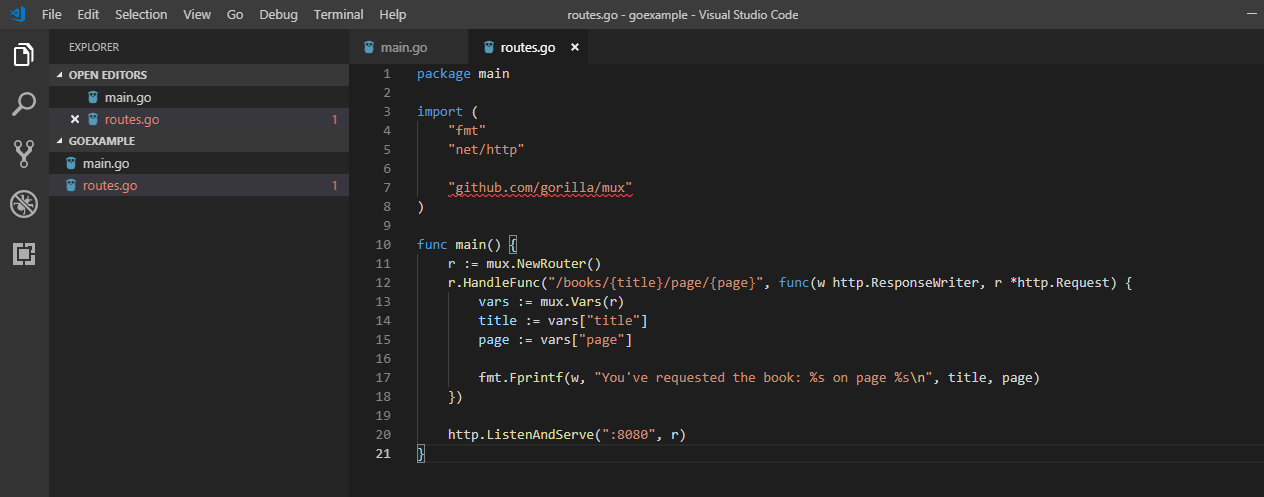 File Edit Selection View Go Debug Terminal Help routes.go - goexample - Visual Studio Code
EXPLORER
OPEN EDITORS
main.go
routes.go 1
GOEXAMPLE
main.go
routes.go 1
main.go routes.go
1 package main
2
3 import (
4     "fmt"
5     "net/http"
6
7     "github.com/gorilla/mux"
8 )
9
10 func main() {
11     r := mux.NewRouter()
12     r.HandleFunc("/books/{title}/page/{page}", func(w http.ResponseWriter, r *http.Request) {
13         vars := mux.Vars(r)
14         title := vars["title"]
15         page := vars["page"]
16
17         fmt.Fprintf(w, "You've requested the book: %s on page %s\n", title, page)
18     })
19
20     http.ListenAndServe(":8080", r)
21 }